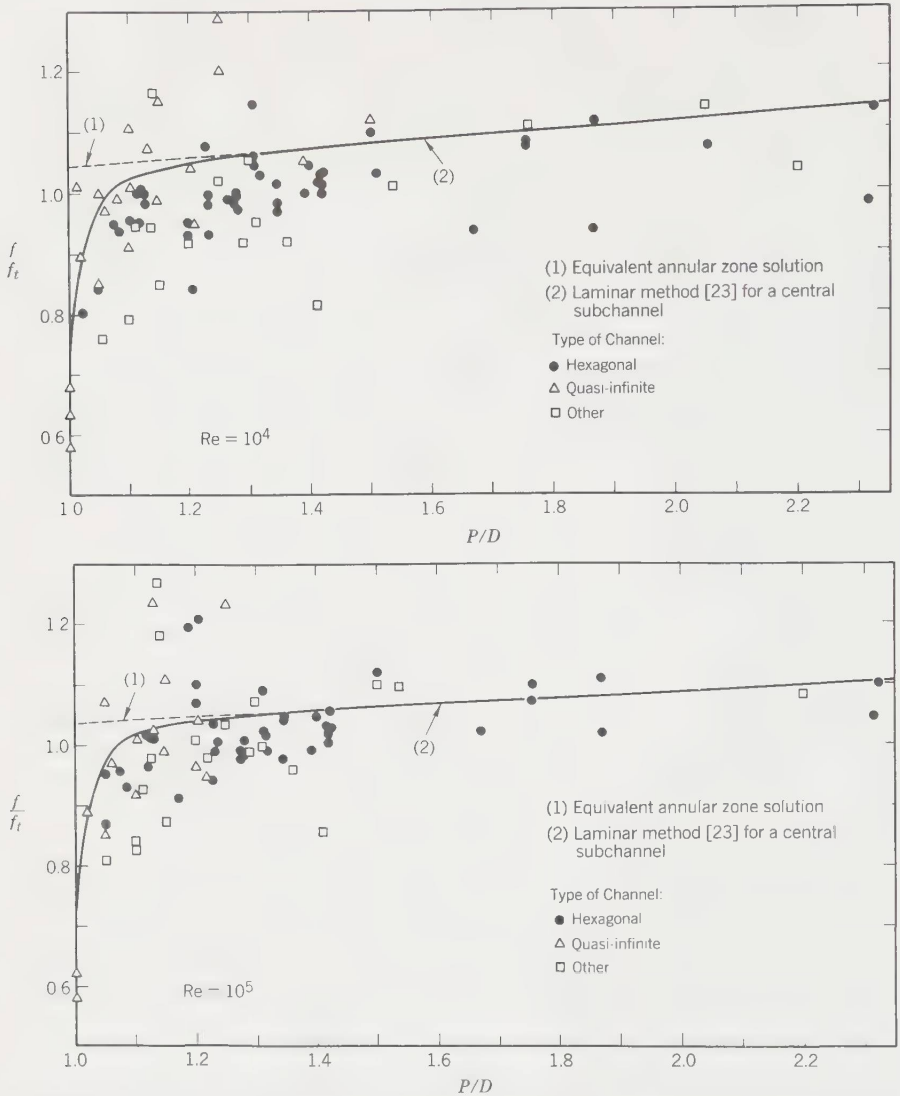 1.2
1.0
0.8
0 6
f
f_t
(1)
(2)
(1) Equivalent annular zone solution
(2) Laminar method [23] for a central
subchannel
Type of Channel:
● Hexagonal
△ Quasi-infinite
□ Other
Re = 10⁴
1 0 1.2 1.4 1.6 1.8 2.0 2.2
P/D
1.2
1.0
0.8
0 6
f
f_t
(1)
(2)
(1) Equivalent annular zone solution
(2) Laminar method [23] for a central
subchannel
Type of Channel:
● Hexagonal
△ Quasi-infinite
□ Other
Re – 10⁵
1.0 1.2 1.4 1.6 1.8 2.0 2.2
P/D